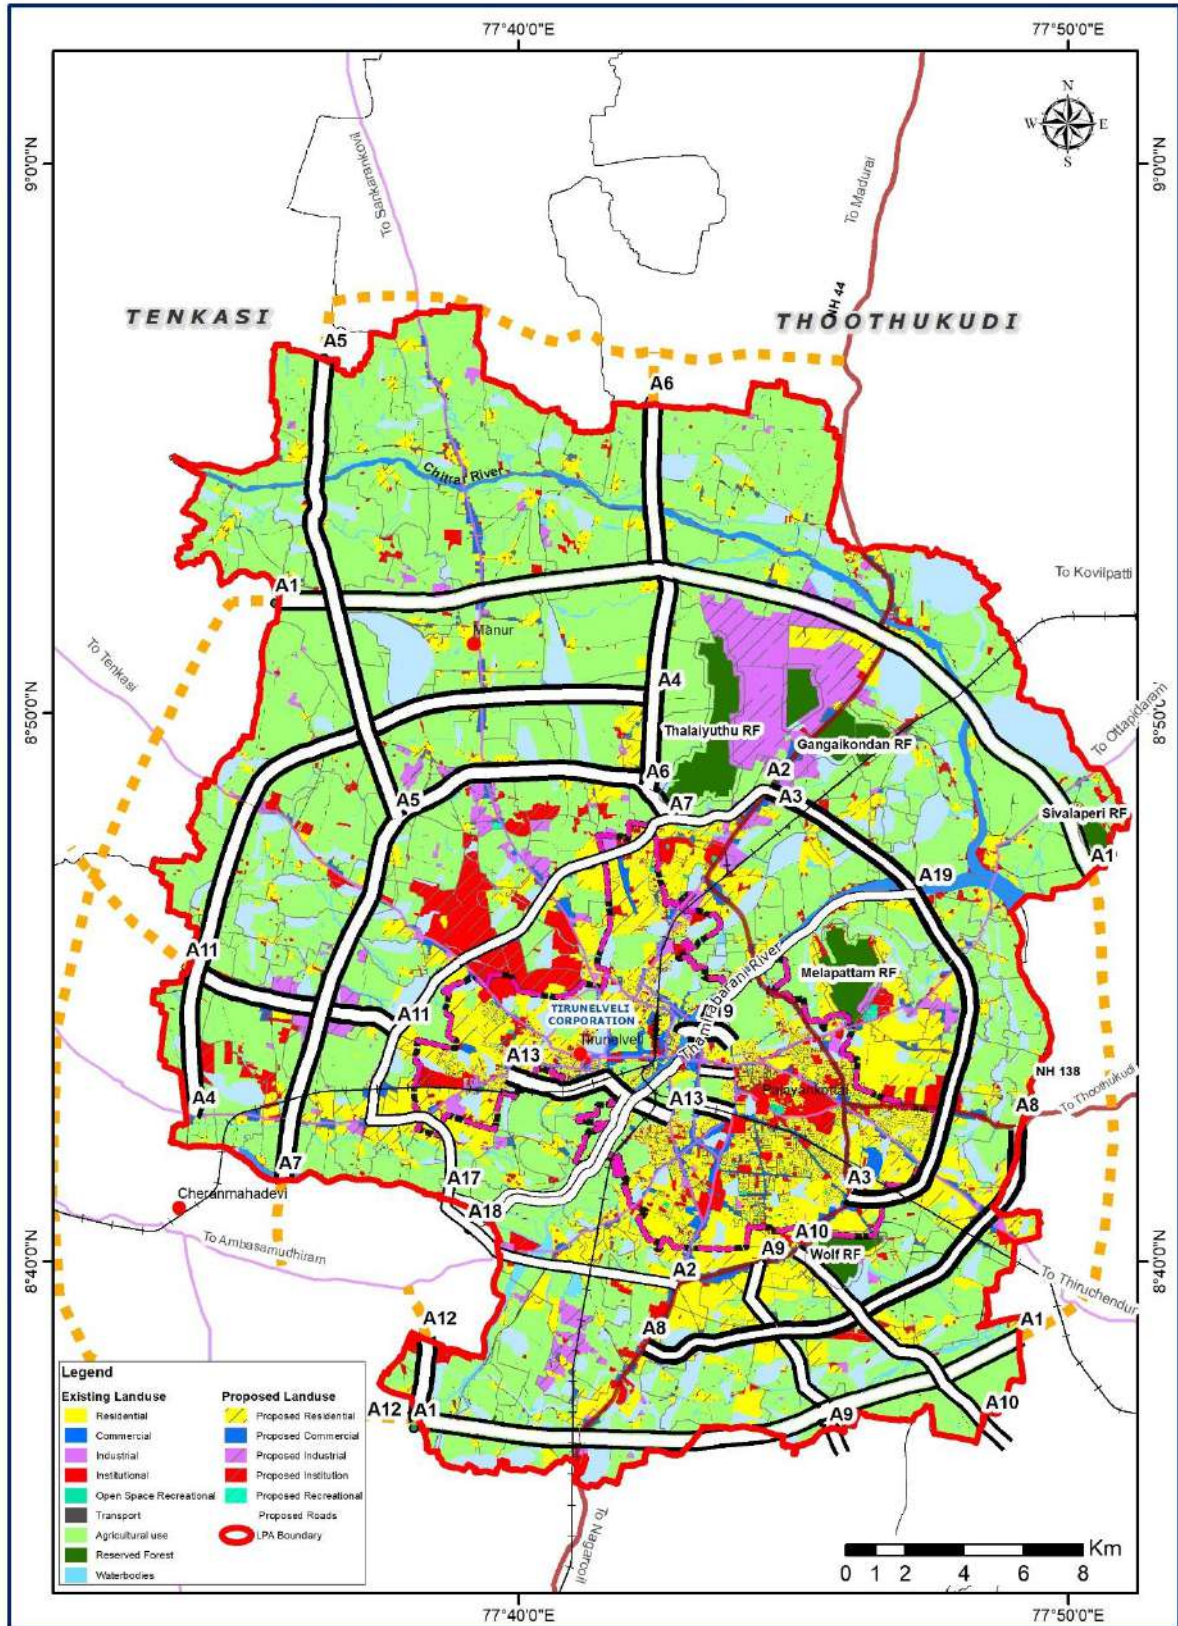 77°40'0"E
77°50'0"E
N
W
E
S
9°0'0"N
9°0'0"N
To Sankarankovil
To Madurai
NH 44
TENKASI
THOOTHUKUDI
A5
A6
Chittar River
To Kovilpatti
A1
Manur
To Tenkasi
A4
8°50'0"N
8°50'0"N
Thalaiyuthu RF
Gangaikondan RF
To Ottapidaram
A6
A2
A5
A7
A3
Sivalaperi RF
A1
A19
A11
Melapattam RF
Thamirabarani River
A11
TIRUNELVELI
CORPORATION
A19
Tirunelveli
A13
NH 138
Palayankottai
A4
A13
A8
To Thoothukudi
A7
A17
A3
Cheranmahadevi
A18
To Ambasamudhiram
A10
A9
Wolf RF
8°40'0"N
8°40'0"N
A2
To Thiruchendur
A12
A8
A1
A12
A1
A9
A10
To Nagarcoil
Legend
Existing Landuse
Proposed Landuse
Residential
Proposed Residential
Commercial
Proposed Commercial
Industrial
Proposed Industrial
Institutional
Proposed Institution
Open Space Recreational
Proposed Recreational
Transport
Proposed Roads
Agricultural use
LPA Boundary
Reserved Forest
Waterbodies
Km
0 1 2 4 6 8
77°40'0"E
77°50'0"E